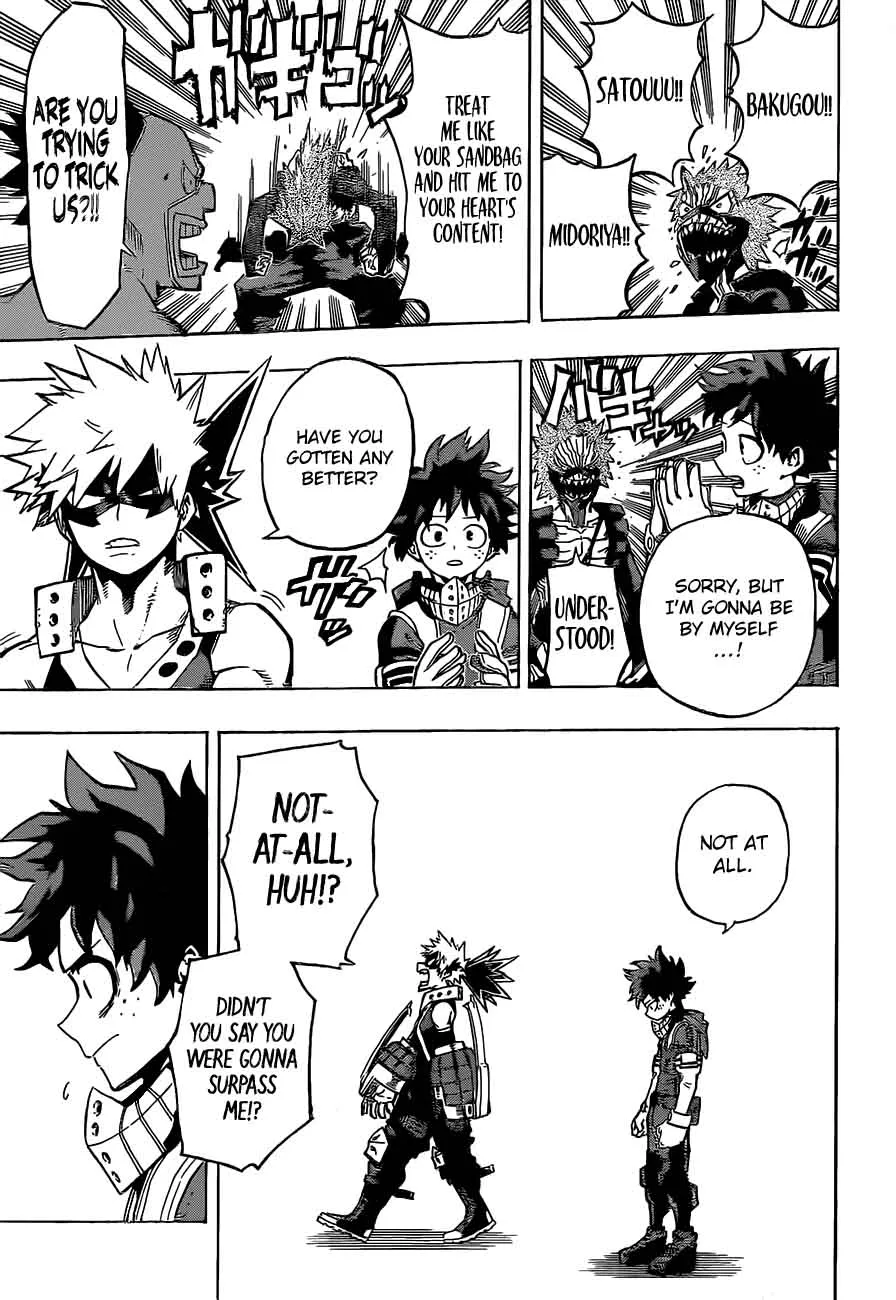 BAKUGOU!!
SATOUUU!!
MIDORIYA!!
TREAT
ME LIKE
YOUR SANDBAG
AND HIT ME TO
YOUR HEART'S
CONTENT!
ARE YOU
TRYING
TO TRICK
US?!!
SORRY, BUT
I'M GONNA BE
BY MYSELF
...!
UNDER-
STOOD!
HAVE YOU
GOTTEN ANY
BETTER?
ザッ
NOT AT
ALL.
NOT-
AT-ALL,
HUH!?
DIDN'T
YOU SAY YOU
WERE GONNA
SURPASS
ME!?